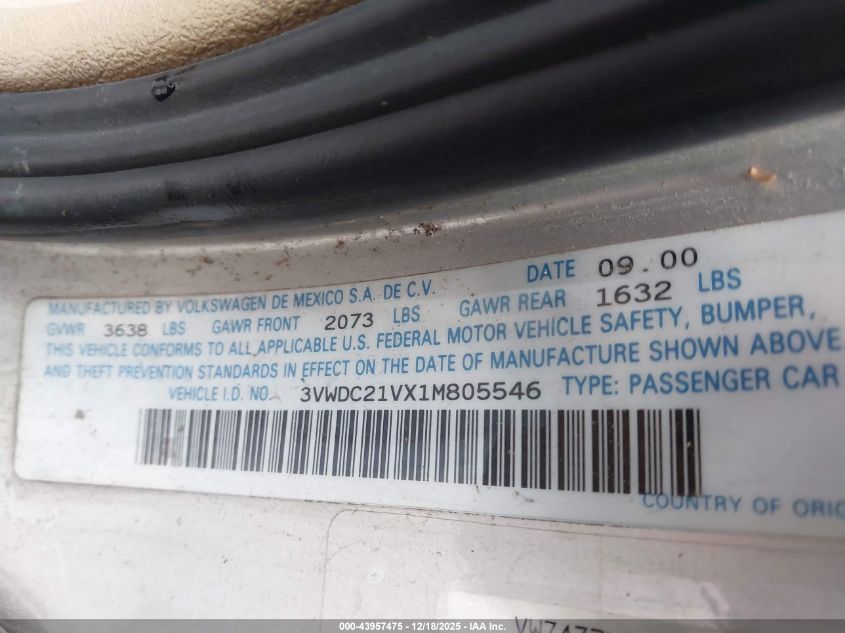 DATE 09.00
MANUFACTURED BY VOLKSWAGEN DE MEXICO S.A. DE C.V.
GVWR 3638 LBS GAWR FRONT 2073 LBS GAWR REAR 1632 LBS
THIS VEHICLE CONFORMS TO ALL APPLICABLE U.S. FEDERAL MOTOR VEHICLE SAFETY, BUMPER,
AND THEFT PREVENTION STANDARDS IN EFFECT ON THE DATE OF MANUFACTURE SHOWN ABOVE
VEHICLE I.D. NO. 3VWDC21VX1M805546 TYPE: PASSENGER CAR
COUNTRY OF ORIG
000-43957475 - 12/18/2025 - IAA Inc.